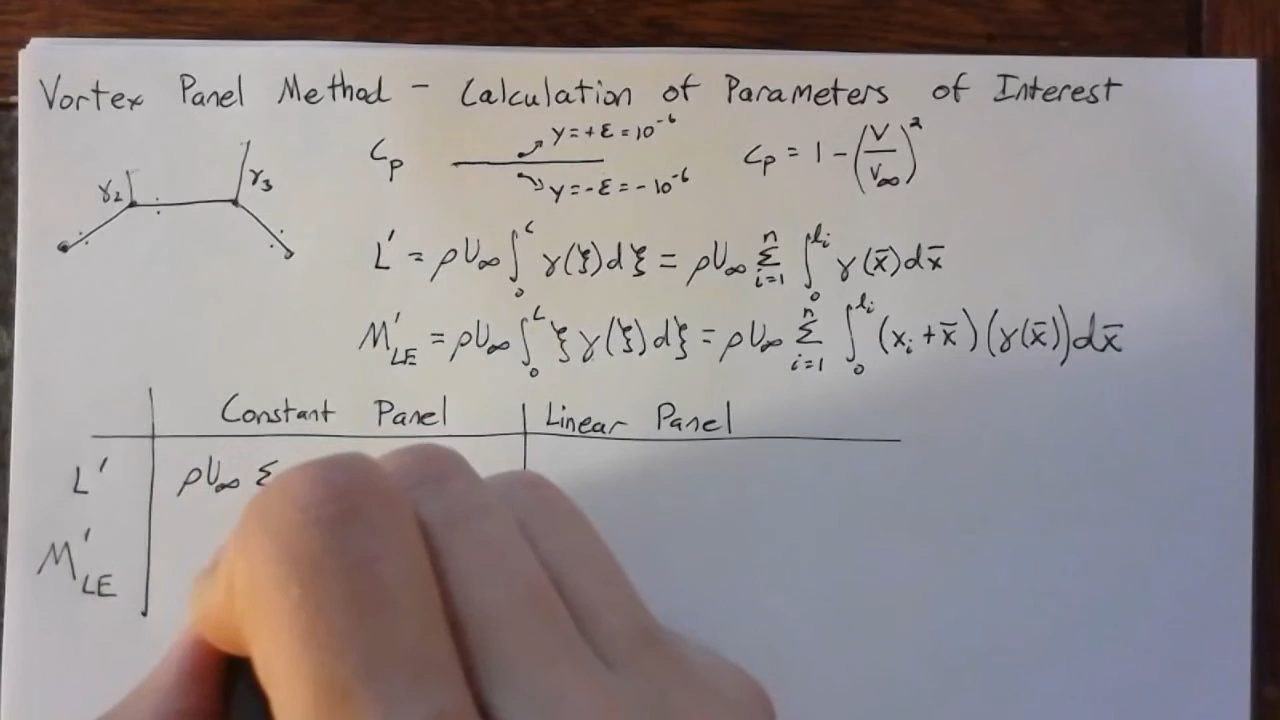 Vortex Panel Method - Calculation of Parameters of Interest
γ₂ γ₃
Cp y=+ε=10⁻⁶ Cp = 1 - (V/V∞)²
y=-ε=-10⁻⁶
L' = ρU∞ ∫₀ᶜ γ(ξ)dξ = ρU∞ Σᵢ₌₁ⁿ ∫₀^lᵢ γ(x̄)dx̄
M'LE = ρU∞ ∫₀ᶜ ξ γ(ξ)dξ = ρU∞ Σᵢ₌₁ⁿ ∫₀^lᵢ (xᵢ + x̄)(γ(x̄))dx̄
Constant Panel Linear Panel
L' ρU∞ Σ
M'LE